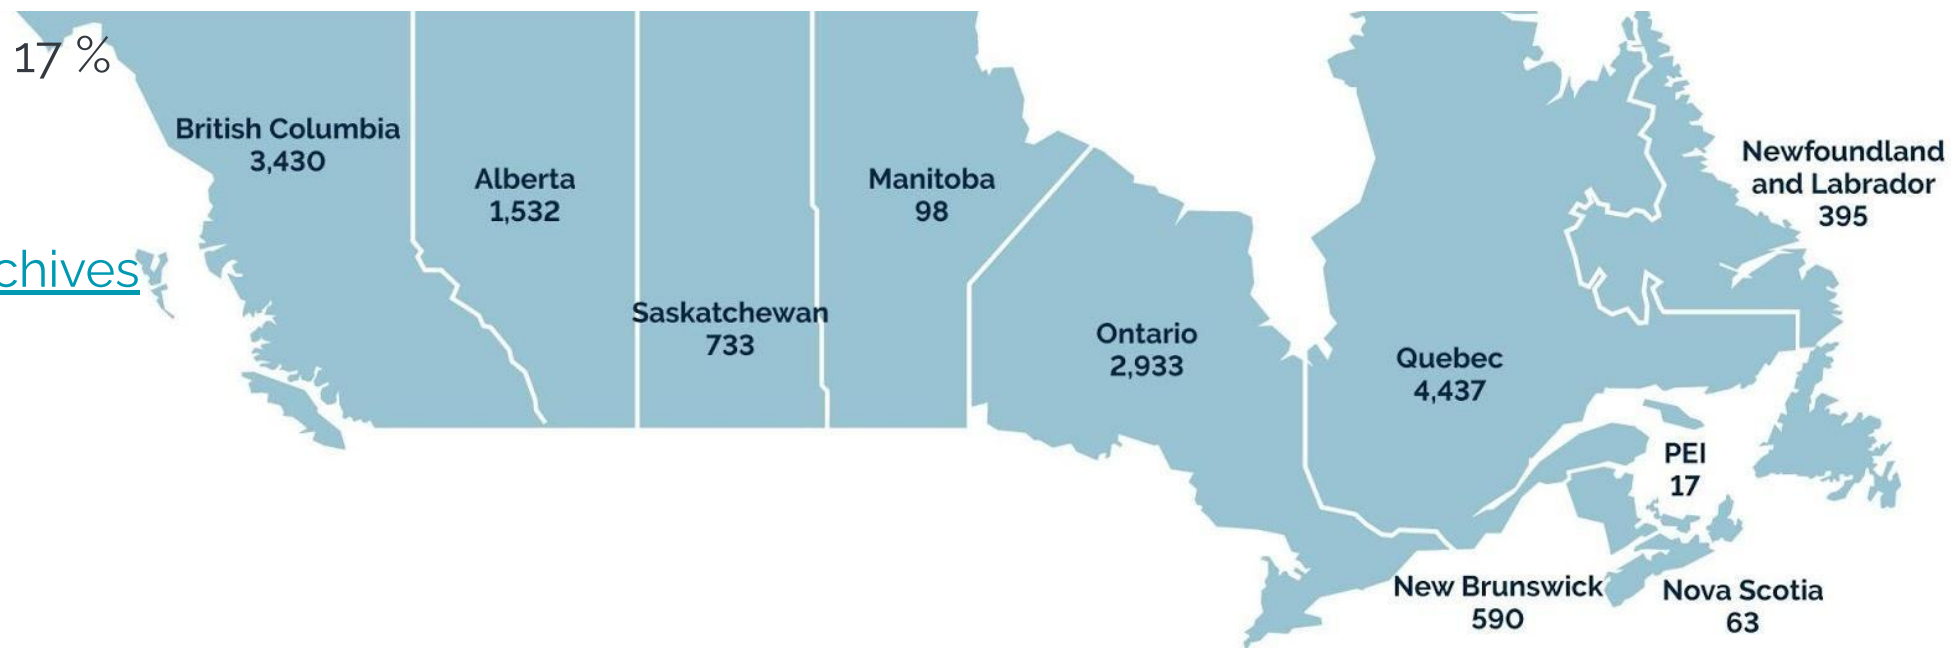 17 %
chives
British Columbia
3,430
Alberta
1,532
Saskatchewan
733
Manitoba
98
Ontario
2,933
Quebec
4,437
Newfoundland
and Labrador
395
PEI
17
New Brunswick
590
Nova Scotia
63